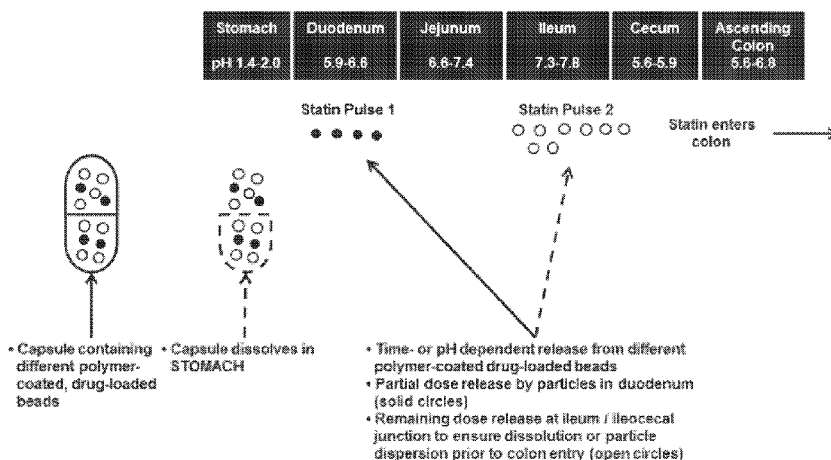 Stomach Duodenum Jejunum Ileum Cecum Ascending
Colon
pH 1.4-2.0 5.9-6.6 6.6-7.4 7.3-7.8 5.6-5.9 5.6-6.9
Statin Pulse 1 Statin Pulse 2 Statin enters
colon
• Capsule containing
different polymer-
coated, drug-loaded
beads
• Capsule dissolves in
STOMACH
• Time- or pH dependent release from different
polymer-coated drug-loaded beads
• Partial dose release by particles in duodenum
(solid circles)
• Remaining dose release at ileum / ileocecal
junction to ensure dissolution or particle
dispersion prior to colon entry (open circles)